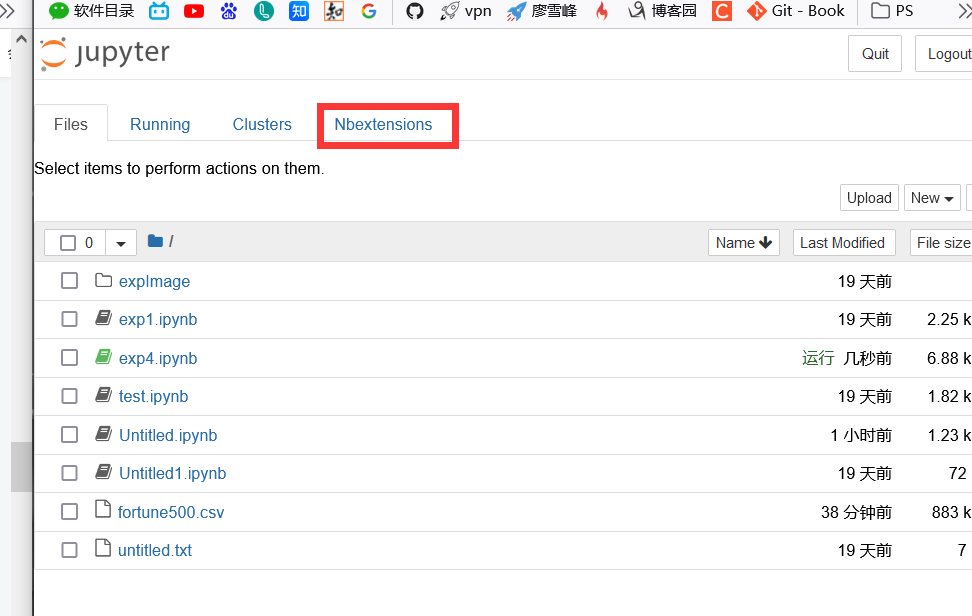 软件目录 知 vpn 廖雪峰 博客园 C Git - Book PS
jupyter Quit Logout
Files Running Clusters Nbextensions
Select items to perform actions on them.
Upload New
0 / Name Last Modified File size
expImage 19 天前
exp1.ipynb 19 天前 2.25 k
exp4.ipynb 运行 几秒前 6.88 k
test.ipynb 19 天前 1.82 k
Untitled.ipynb 1 小时前 1.23 k
Untitled1.ipynb 19 天前 72
fortune500.csv 38 分钟前 883 k
untitled.txt 19 天前 7